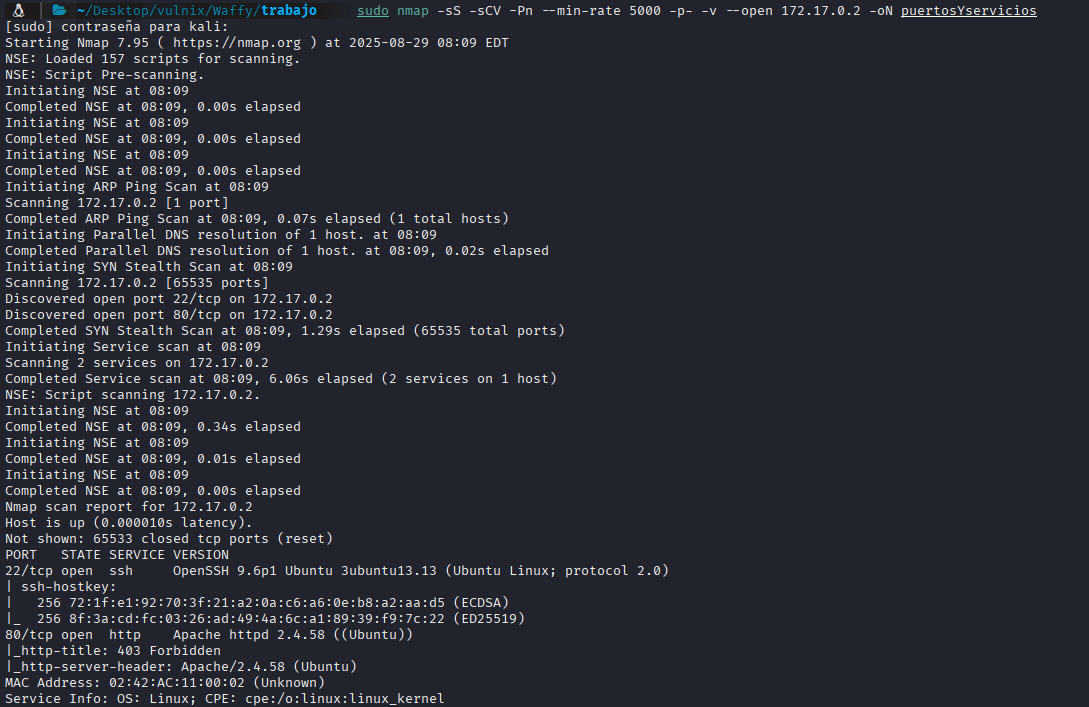 ~/Desktop/vulnix/Waffy/trabajo sudo nmap -sS -sCV -Pn --min-rate 5000 -p- -v --open 172.17.0.2 -oN puertosYservicios
[sudo] contraseña para kali:
Starting Nmap 7.95 ( https://nmap.org ) at 2025-08-29 08:09 EDT
NSE: Loaded 157 scripts for scanning.
NSE: Script Pre-scanning.
Initiating NSE at 08:09
Completed NSE at 08:09, 0.00s elapsed
Initiating NSE at 08:09
Completed NSE at 08:09, 0.00s elapsed
Initiating NSE at 08:09
Completed NSE at 08:09, 0.00s elapsed
Initiating ARP Ping Scan at 08:09
Scanning 172.17.0.2 [1 port]
Completed ARP Ping Scan at 08:09, 0.07s elapsed (1 total hosts)
Initiating Parallel DNS resolution of 1 host. at 08:09
Completed Parallel DNS resolution of 1 host. at 08:09, 0.02s elapsed
Initiating SYN Stealth Scan at 08:09
Scanning 172.17.0.2 [65535 ports]
Discovered open port 22/tcp on 172.17.0.2
Discovered open port 80/tcp on 172.17.0.2
Completed SYN Stealth Scan at 08:09, 1.29s elapsed (65535 total ports)
Initiating Service scan at 08:09
Scanning 2 services on 172.17.0.2
Completed Service scan at 08:09, 6.06s elapsed (2 services on 1 host)
NSE: Script scanning 172.17.0.2.
Initiating NSE at 08:09
Completed NSE at 08:09, 0.34s elapsed
Initiating NSE at 08:09
Completed NSE at 08:09, 0.01s elapsed
Initiating NSE at 08:09
Completed NSE at 08:09, 0.00s elapsed
Nmap scan report for 172.17.0.2
Host is up (0.000010s latency).
Not shown: 65533 closed tcp ports (reset)
PORT   STATE SERVICE VERSION
22/tcp open  ssh     OpenSSH 9.6p1 Ubuntu 3ubuntu13.13 (Ubuntu Linux; protocol 2.0)
| ssh-hostkey:
|   256 72:1f:e1:92:70:3f:21:a2:0a:c6:a6:0e:b8:a2:aa:d5 (ECDSA)
|_  256 8f:3a:cd:fc:03:26:ad:49:4a:6c:a1:89:39:f9:7c:22 (ED25519)
80/tcp open  http    Apache httpd 2.4.58 ((Ubuntu))
|_http-title: 403 Forbidden
|_http-server-header: Apache/2.4.58 (Ubuntu)
MAC Address: 02:42:AC:11:00:02 (Unknown)
Service Info: OS: Linux; CPE: cpe:/o:linux:linux_kernel